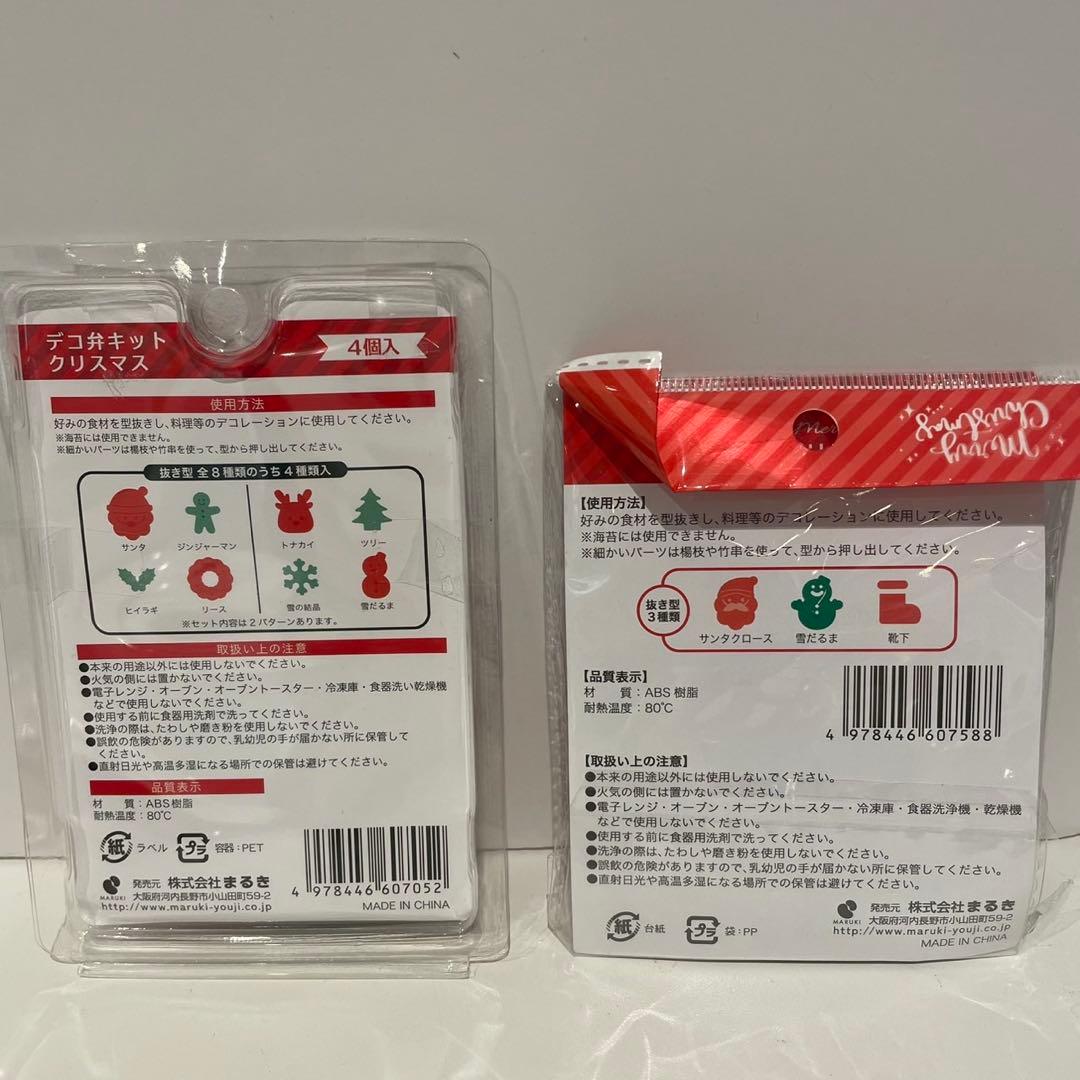 デコ弁キット
クリスマス
4個入
使用方法
好みの食材を型抜きし、料理等のデコレーションに使用してください。
※海苔には使用できません。
※細かいパーツは楊枝や竹串を使って、型から押し出してください。
抜き型 全8種類のうち4種類入
サンタ ジンジャーマン トナカイ ツリー
ヒイラギ リース 雪の結晶 雪だるま
※セット内容は2パターンあります。
取扱い上の注意
●本来の用途以外には使用しないでください。
●火気の側には置かないでください。
●電子レンジ・オーブン・オーブントースター・冷凍庫・食器洗い乾燥機
などで使用しないでください。
●使用する前に食器用洗剤で洗ってください。
●洗浄の際は、たわしや磨き粉を使用しないでください。
●誤飲の危険がありますので、乳幼児の手が届かない所に保管して
ください。
●直射日光や高温多湿になる場所での保管は避けてください。
品質表示
材 質:ABS樹脂
耐熱温度:80℃
紙 ラベル プラ 容器:PET
MARUKI
発売元 株式会社まるき
大阪府河内長野市小山田町59-2
http://www.maruki-youji.co.jp
4 978446 607052
MADE IN CHINA
Merry
Christmas
Mer
【使用方法】
好みの食材を型抜きし、料理等のデコレーションに使用してください。
※海苔には使用できません。
※細かいパーツは楊枝や竹串を使って、型から押し出してください。
抜き型
3種類
サンタクロース 雪だるま 靴下
【品質表示】
材 質:ABS樹脂
耐熱温度:80℃
4 978446 607588
【取扱い上の注意】
●本来の用途以外には使用しないでください。
●火気の側には置かないでください。
●電子レンジ・オーブン・オーブントースター・冷凍庫・食器洗浄機・乾燥機
などで使用しないでください。
●使用する前に食器用洗剤で洗ってください。
●洗浄の際は、たわしや磨き粉を使用しないでください。
●誤飲の危険がありますので、乳幼児の手が届かない所に保管してください。
●直射日光や高温多湿になる場所での保管は避けてください。
紙 台紙 プラ 袋:PP
MARUKI
発売元 株式会社まるき
大阪府河内長野市小山田町59-2
http://www.maruki-youji.co.jp
MADE IN CHINA